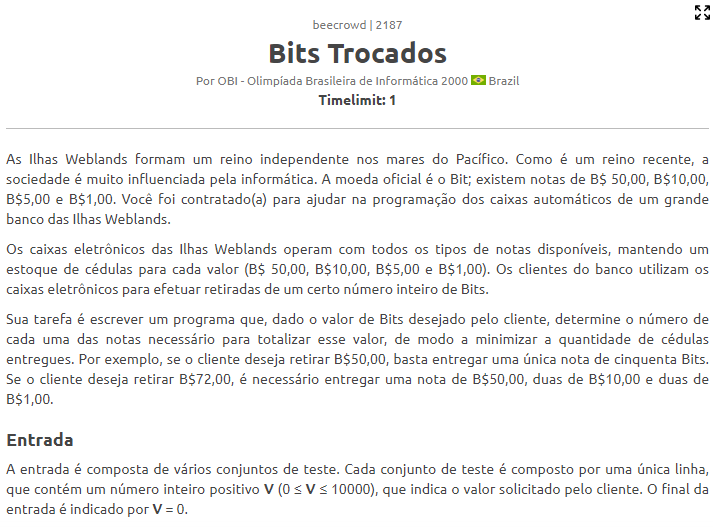 beecrowd | 2187
Bits Trocados
Por OBI - Olimpíada Brasileira de Informática 2000 Brazil
Timelimit: 1
As Ilhas Weblands formam um reino independente nos mares do Pacífico. Como é um reino recente, a
sociedade é muito influenciada pela informática. A moeda oficial é o Bit; existem notas de B$ 50,00, B$10,00,
B$5,00 e B$1,00. Você foi contratado(a) para ajudar na programação dos caixas automáticos de um grande
banco das Ilhas Weblands.
Os caixas eletrônicos das Ilhas Weblands operam com todos os tipos de notas disponíveis, mantendo um
estoque de cédulas para cada valor (B$ 50,00, B$10,00, B$5,00 e B$1,00). Os clientes do banco utilizam os
caixas eletrônicos para efetuar retiradas de um certo número inteiro de Bits.
Sua tarefa é escrever um programa que, dado o valor de Bits desejado pelo cliente, determine o número de
cada uma das notas necessário para totalizar esse valor, de modo a minimizar a quantidade de cédulas
entregues. Por exemplo, se o cliente deseja retirar B$50,00, basta entregar uma única nota de cinquenta Bits.
Se o cliente deseja retirar B$72,00, é necessário entregar uma nota de B$50,00, duas de B$10,00 e duas de
B$1,00.
Entrada
A entrada é composta de vários conjuntos de teste. Cada conjunto de teste é composto por uma única linha,
que contém um número inteiro positivo V (0 ≤ V ≤ 10000), que indica o valor solicitado pelo cliente. O final da
entrada é indicado por V = 0.